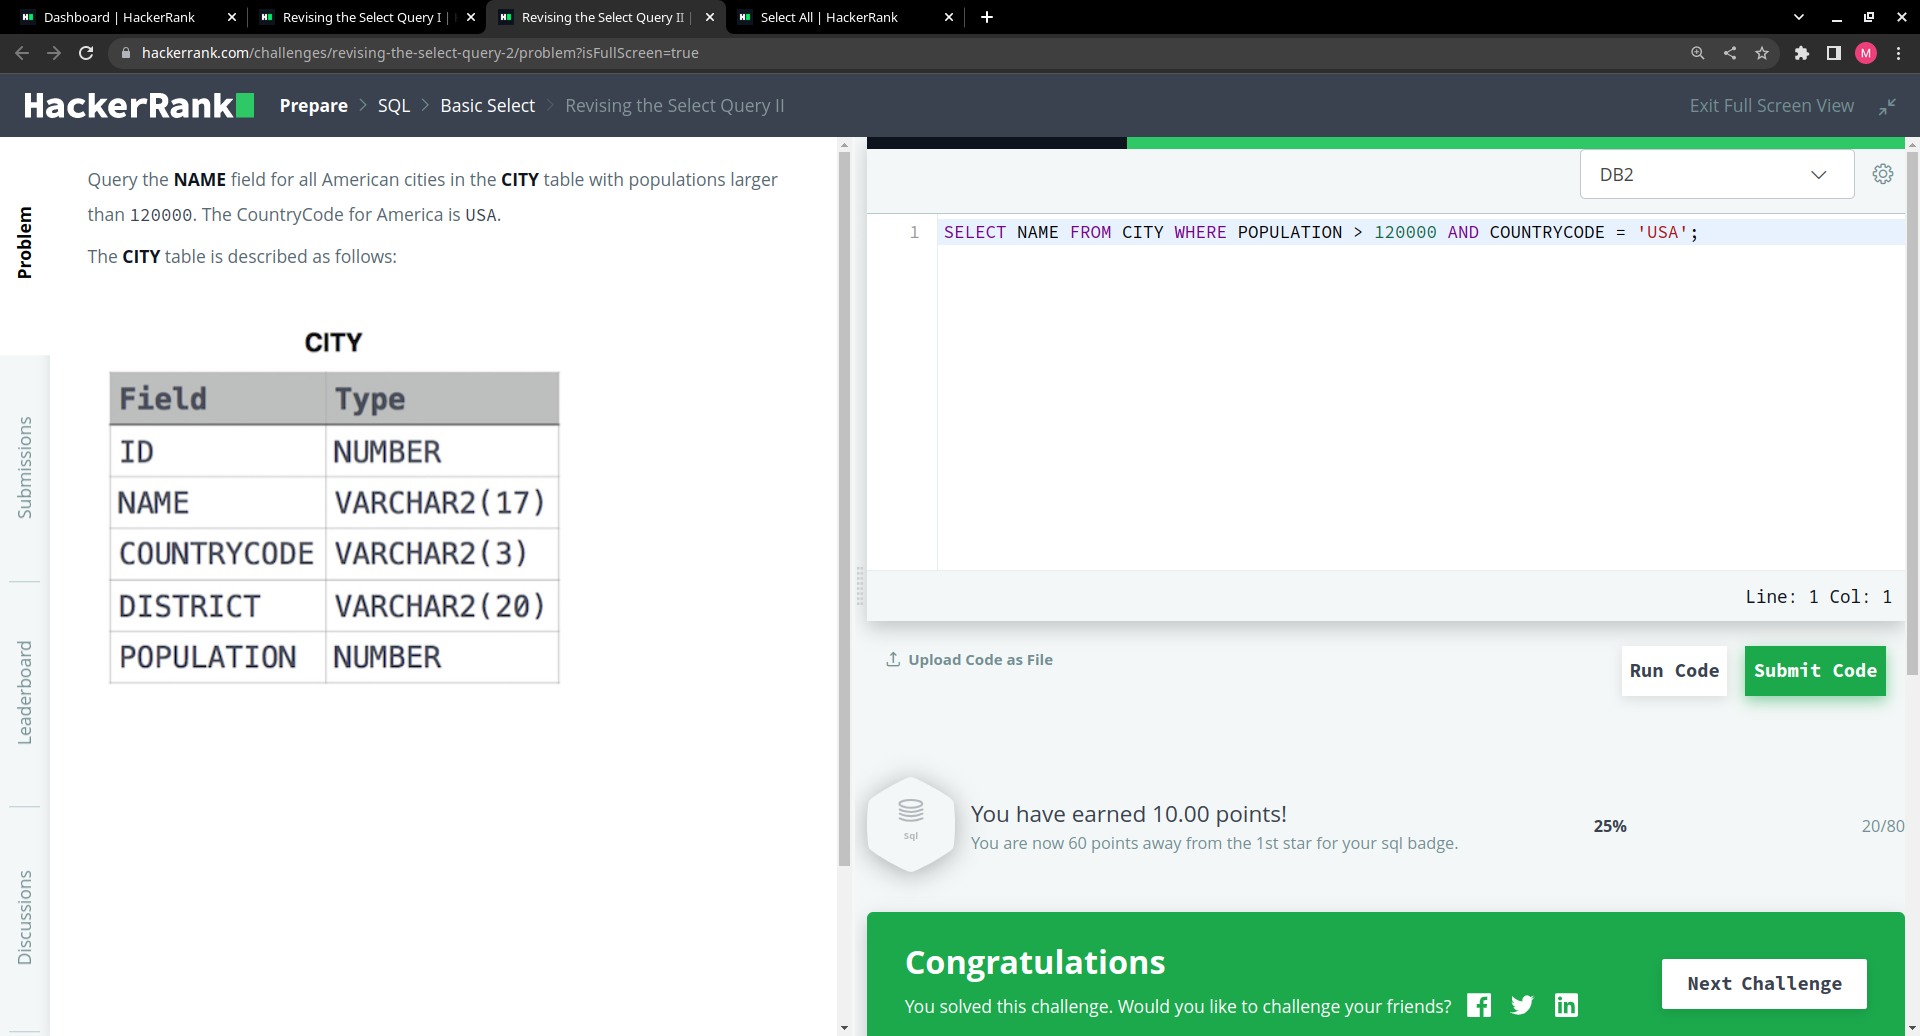 Dashboard | HackerRank
Revising the Select Query I |
Revising the Select Query II |
Select All | HackerRank
hackerrank.com/challenges/revising-the-select-query-2/problem?isFullScreen=true
M
HackerRank
Prepare > SQL > Basic Select > Revising the Select Query II
Exit Full Screen View
Problem
Submissions
Leaderboard
Discussions
Query the NAME field for all American cities in the CITY table with populations larger
than 120000. The CountryCode for America is USA.
The CITY table is described as follows:
CITY
Field Type
ID NUMBER
NAME VARCHAR2(17)
COUNTRYCODE VARCHAR2(3)
DISTRICT VARCHAR2(20)
POPULATION NUMBER
DB2
1 SELECT NAME FROM CITY WHERE POPULATION > 120000 AND COUNTRYCODE = 'USA';
Line: 1 Col: 1
Upload Code as File
Run Code
Submit Code
Sql
You have earned 10.00 points!
You are now 60 points away from the 1st star for your sql badge.
25%
20/80
Congratulations
You solved this challenge. Would you like to challenge your friends?
Next Challenge